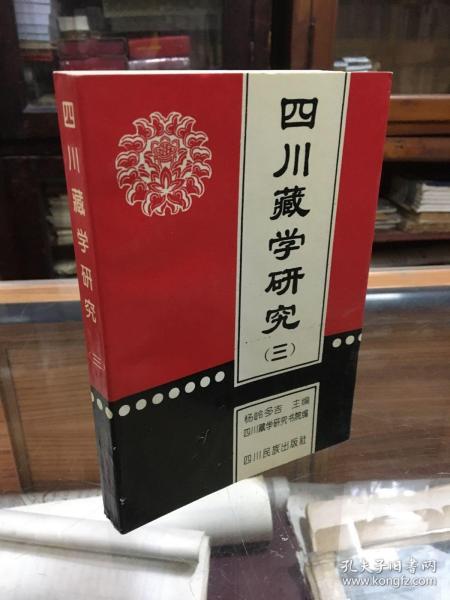 四川藏学研究
三
四川藏学研究
(三)
杨岭多吉 主编
四川藏学研究书院编
四川民族出版社
孔夫子旧书网
www.kongfz.com